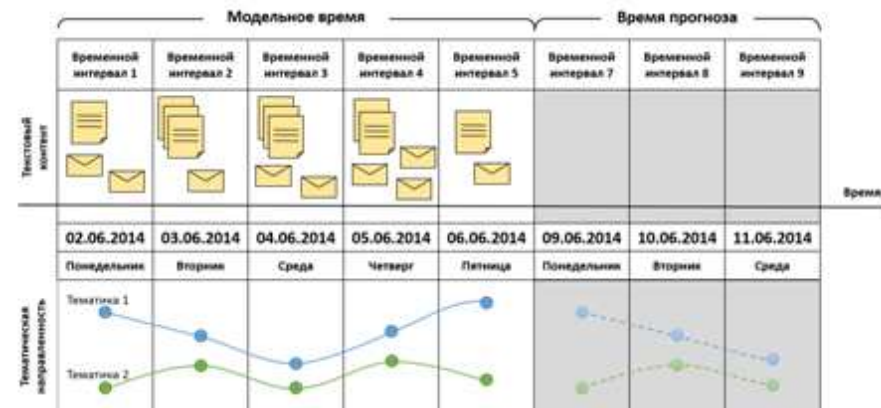 Модельное время Время прогноза
Временной интервал 1
Временной интервал 2
Временной интервал 3
Временной интервал 4
Временной интервал 5
Временной интервал 7
Временной интервал 8
Временной интервал 9
Текстовый контент
Время
02.06.2014 03.06.2014 04.06.2014 05.06.2014 06.06.2014 09.06.2014 10.06.2014 11.06.2014
Понедельник Вторник Среда Четверг Пятница Понедельник Вторник Среда
Тематическая направленность
Тематика 1
Тематика 2